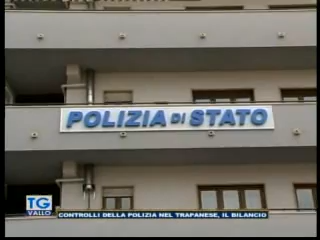 POLIZIA DI STATO
TG
VALLO
CONTROLLI DELLA POLIZIA NEL TRAPANESE, IL BILANCIO